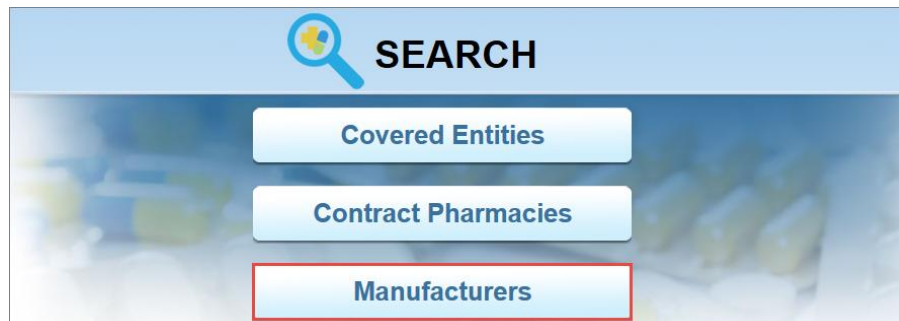 SEARCH
Covered Entities
Contract Pharmacies
Manufacturers